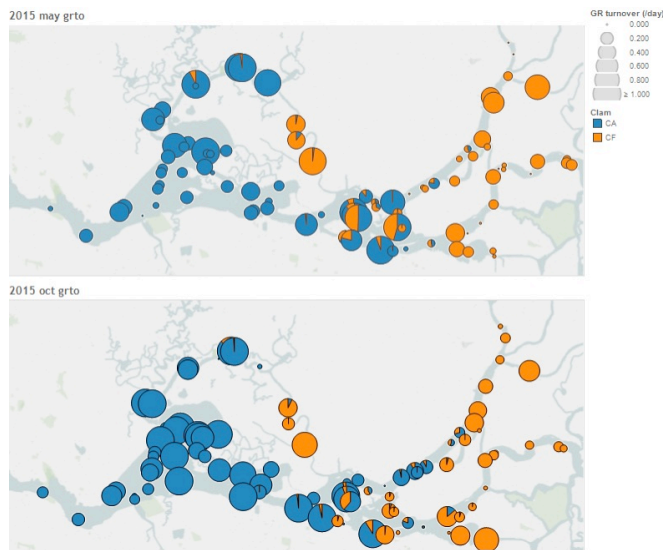 2015 may grto
GR turnover (/day)
0.000
0.200
0.400
0.600
0.800
≥ 1.000
Clam
CA
CF
2015 oct grto